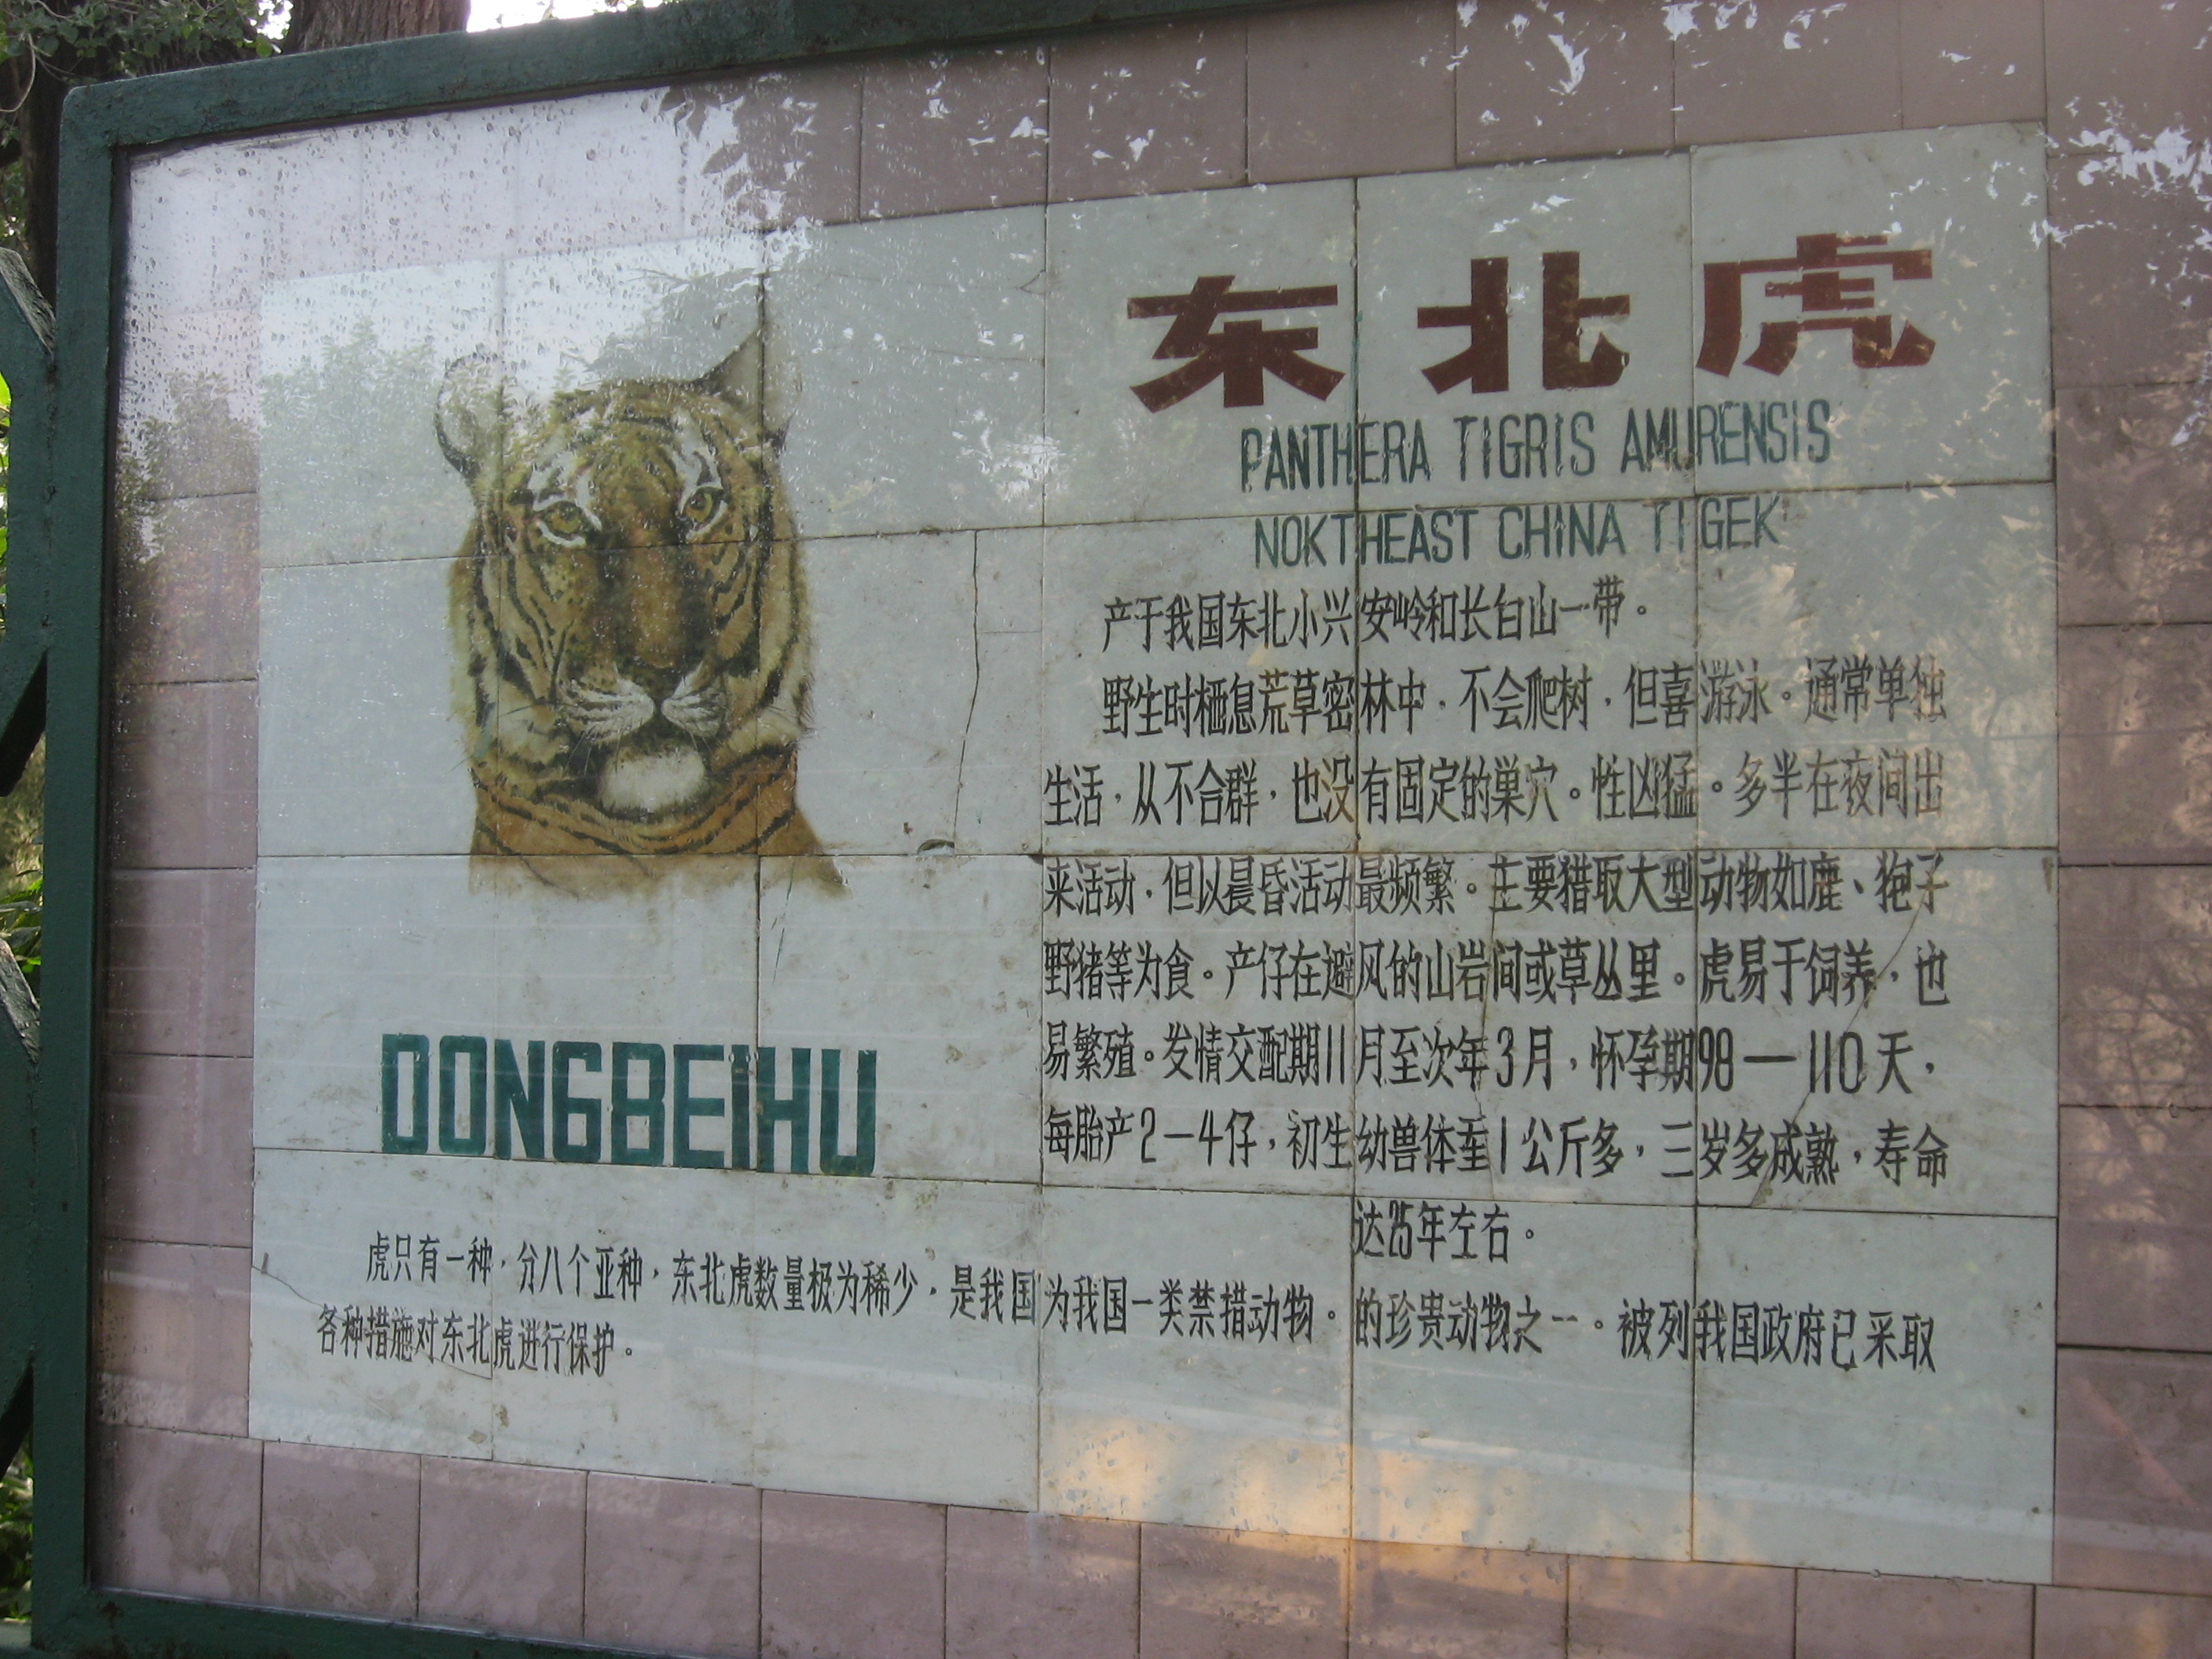 东北虎
PANTHERA TIGRIS AMURENSIS
NOKTHEAST CHINA TIGEK
产于我国东北小兴安岭和长白山一带。
野生时栖息荒草密林中，不会爬树，但喜游泳。通常单独
生活，从不合群，也没有固定的巢穴。性凶猛。多半在夜间出
来活动，但以晨昏活动最频繁。主要猎取大型动物如鹿、狍子
野猪等为食。产仔在避风的山岩间或草丛里。虎易于饲养，也
易繁殖。发情交配期11月至次年3月，怀孕期98—110天，
每胎产2—4仔，初生幼兽体重1公斤多，三岁多成熟，寿命
达25年左右。
DONGBEIHU
虎只有一种，分八个亚种，东北虎数量极为稀少，是我国为我国一类禁措动物。的珍贵动物之一。被列我国政府已采取
各种措施对东北虎进行保护。